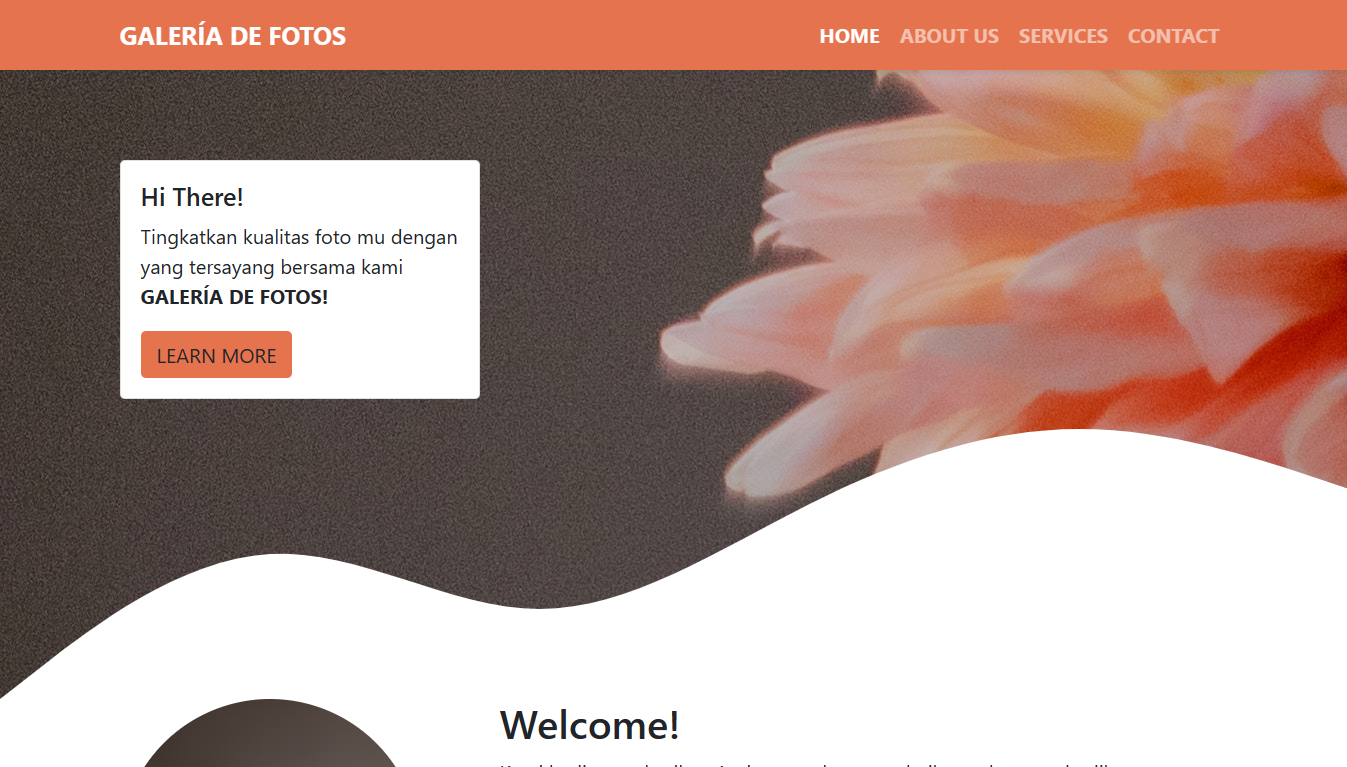 GALERÍA DE FOTOS
HOME ABOUT US SERVICES CONTACT
Hi There!
Tingkatkan kualitas foto mu dengan
yang tersayang bersama kami
GALERÍA DE FOTOS!
LEARN MORE
Welcome!